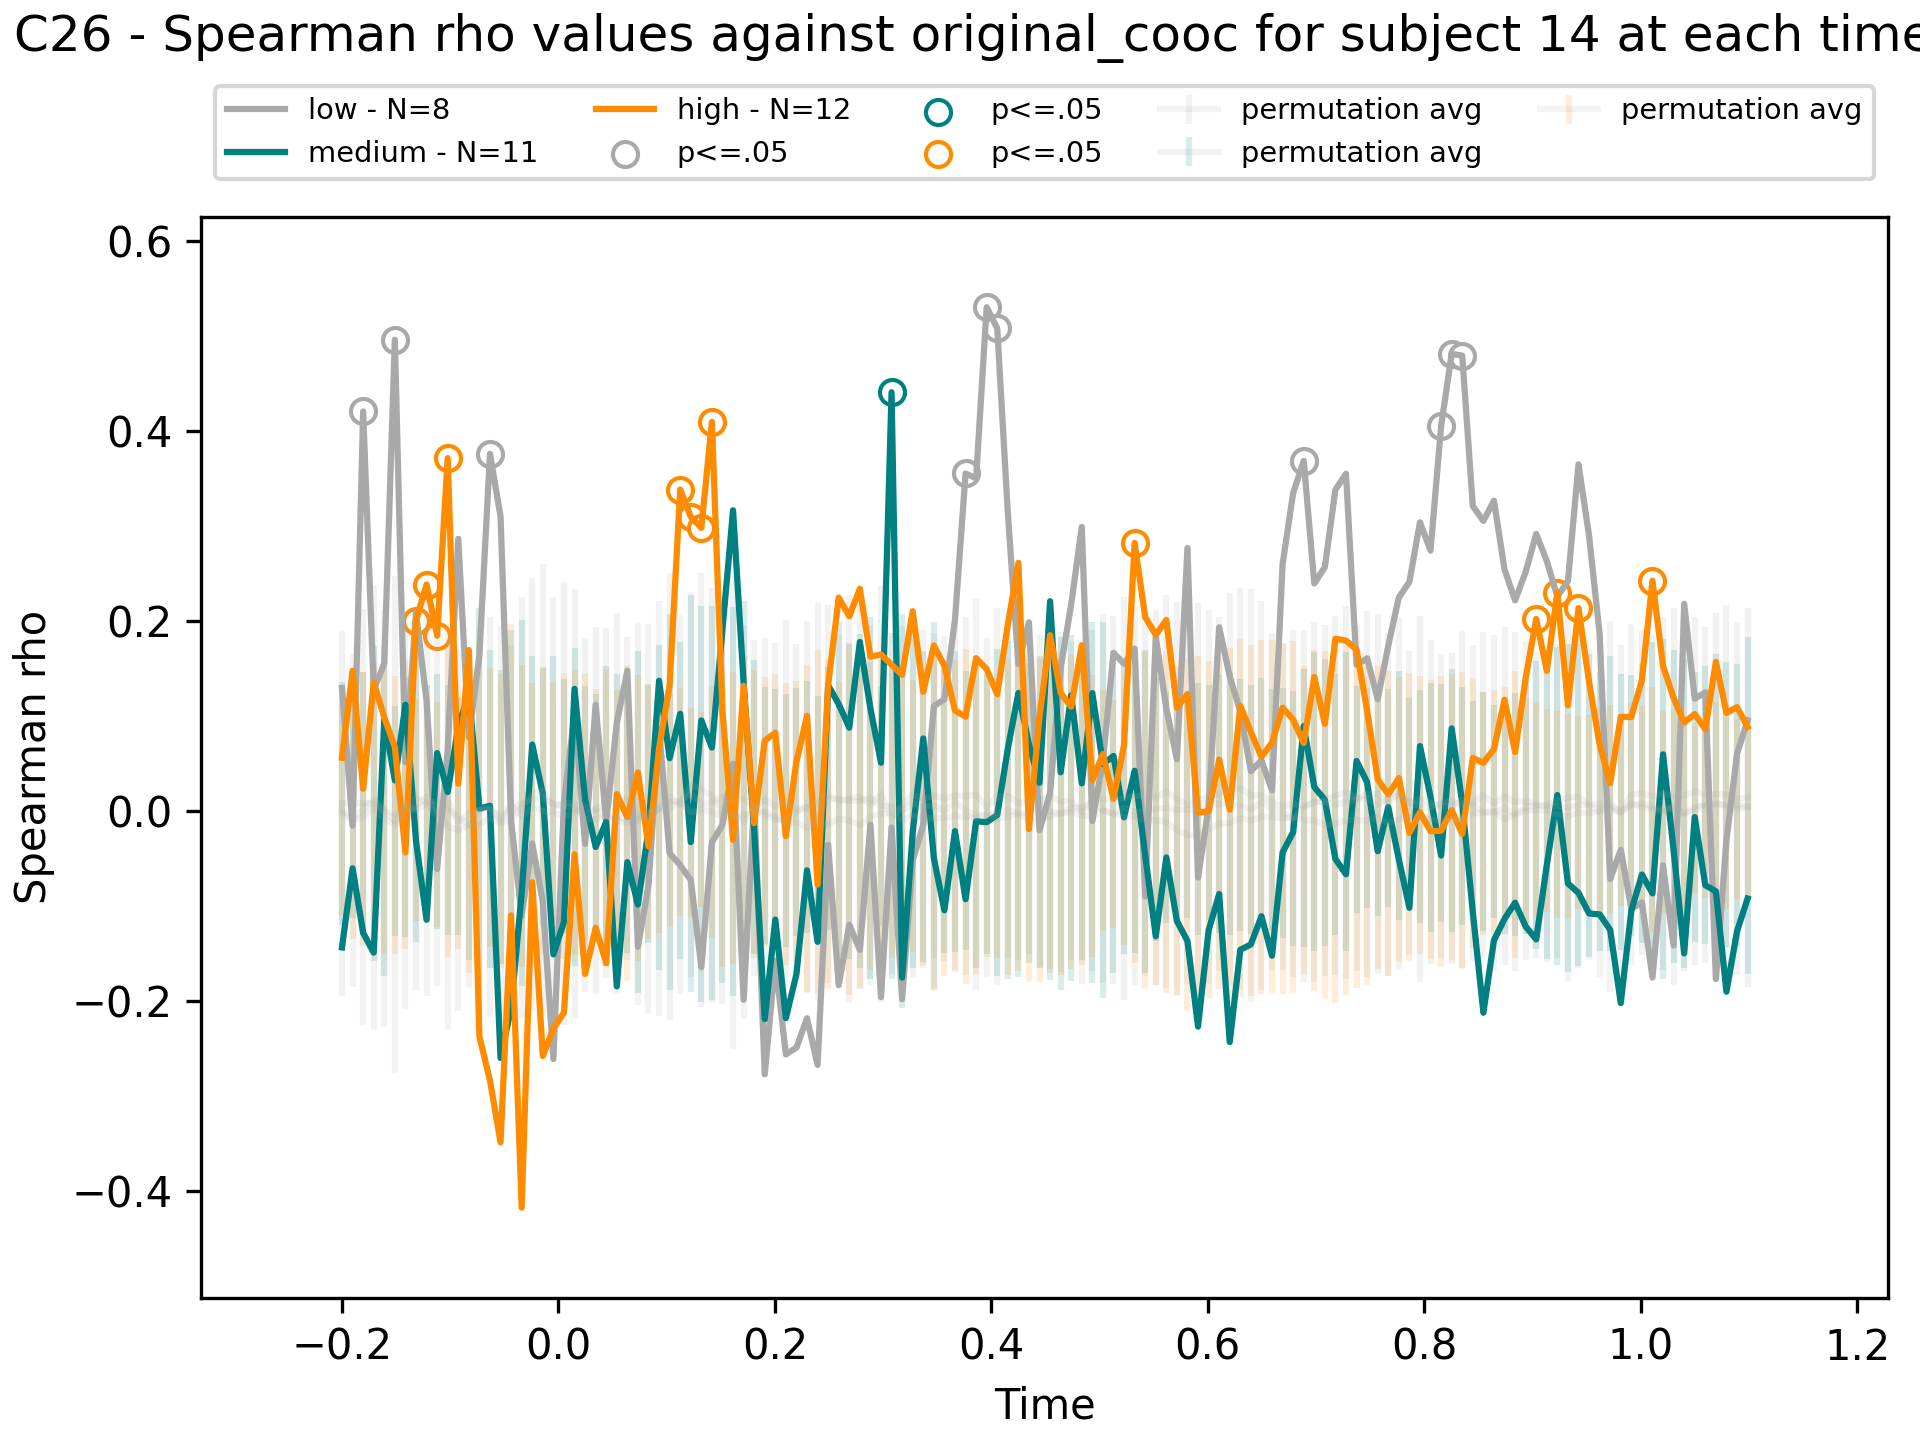 C26 - Spearman rho values against original_cooc for subject 14 at each time
low - N=8 high - N=12 p<=.05 permutation avg permutation avg
medium - N=11 p<=.05 p<=.05 permutation avg
0.6
0.4
0.2
0.0
−0.2
−0.4
Spearman rho
−0.2 0.0 0.2 0.4 0.6 0.8 1.0 1.2
Time